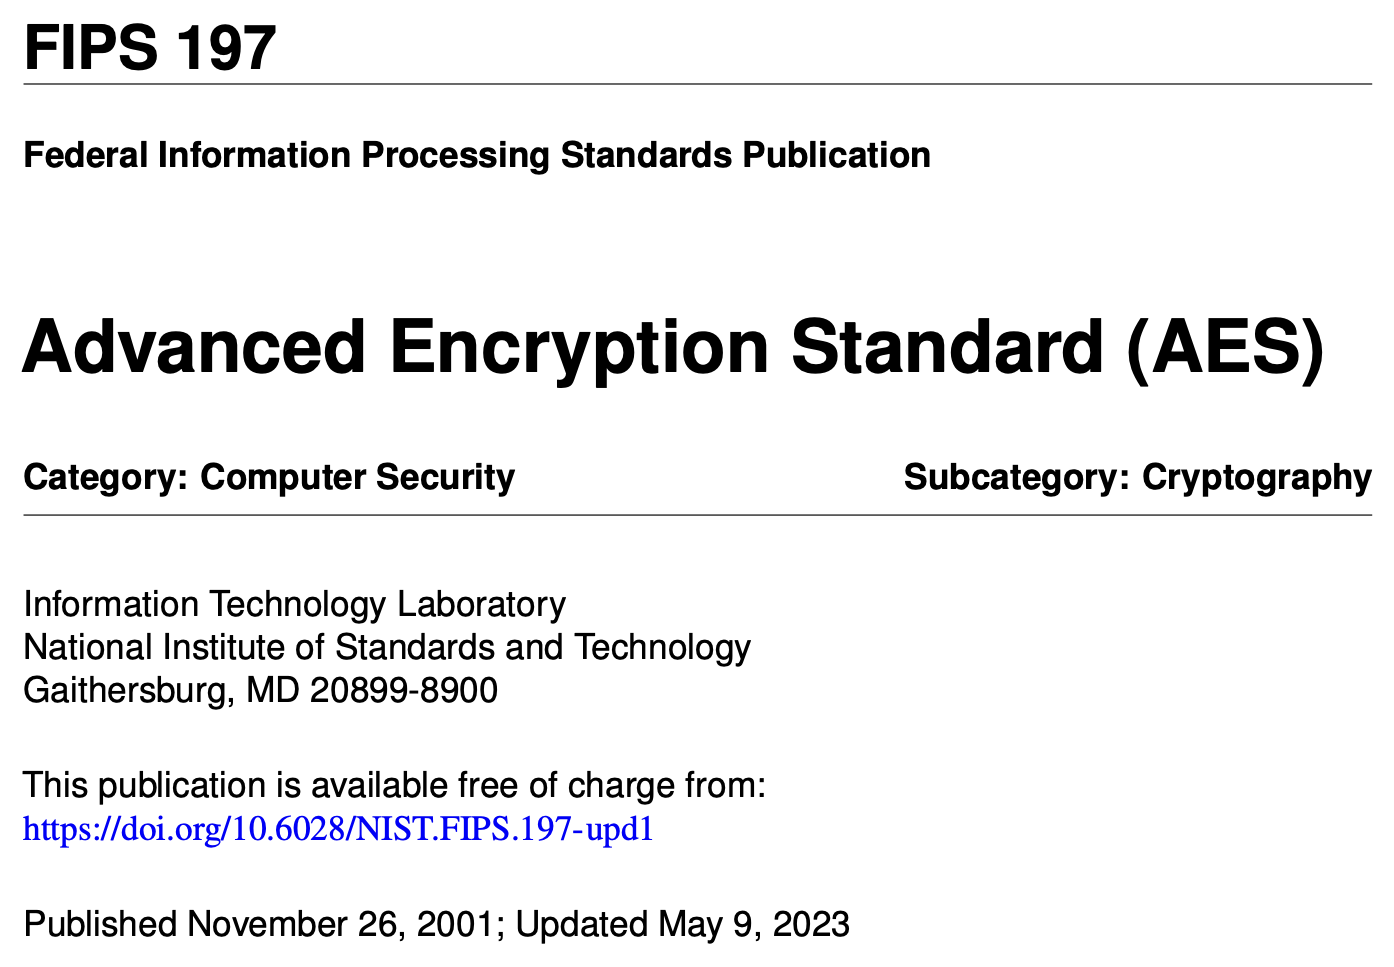 FIPS 197
Federal Information Processing Standards Publication
Advanced Encryption Standard (AES)
Category: Computer Security Subcategory: Cryptography
Information Technology Laboratory
National Institute of Standards and Technology
Gaithersburg, MD 20899-8900
This publication is available free of charge from:
https://doi.org/10.6028/NIST.FIPS.197-upd1
Published November 26, 2001; Updated May 9, 2023